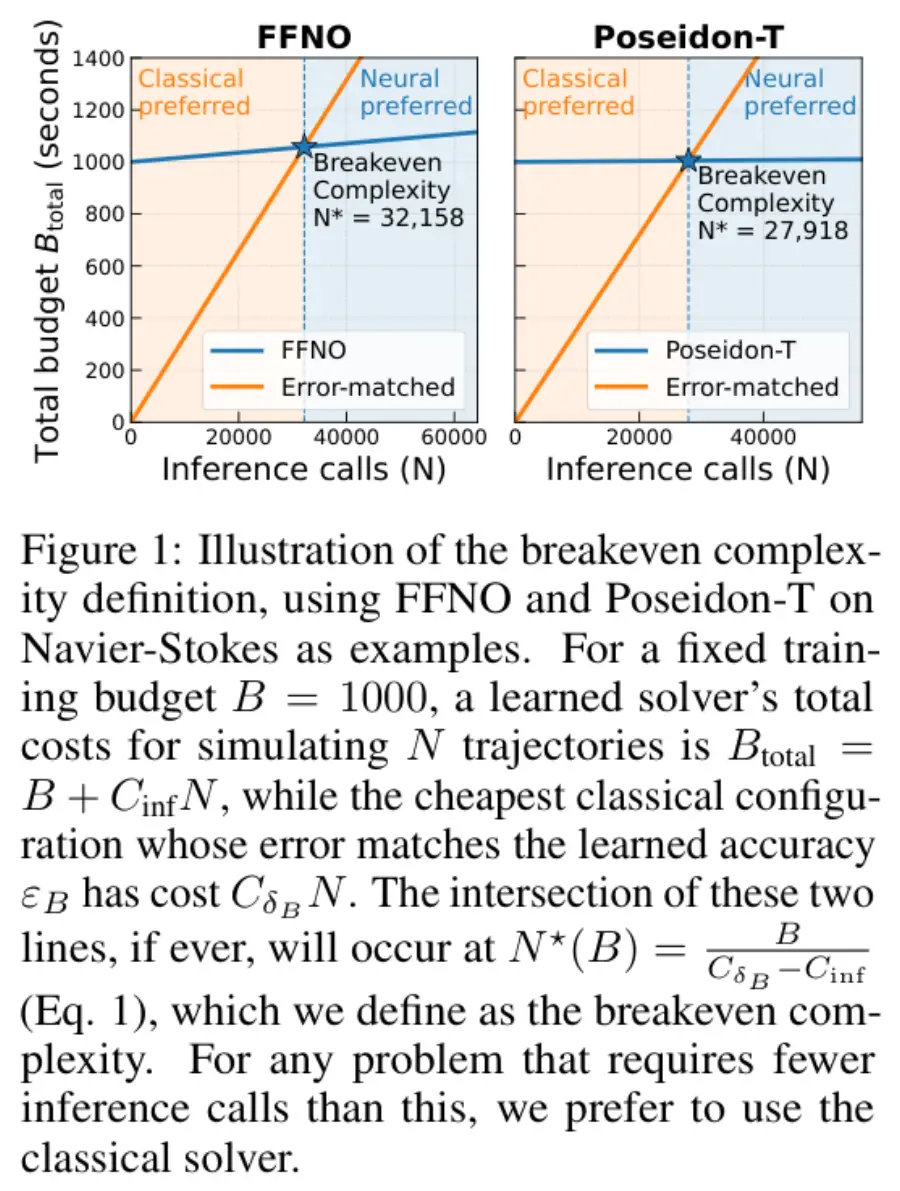 FFNO
Poseidon-T
Total budget B_total (seconds)
1400
1200
1000
800
600
400
200
0
Classical
preferred
Neural
preferred
Breakeven
Complexity
N* = 32,158
FFNO
Error-matched
0 20000 40000 60000
Inference calls (N)
Classical
preferred
Neural
preferred
Breakeven
Complexity
N* = 27,918
Poseidon-T
Error-matched
0 20000 40000
Inference calls (N)
Figure 1: Illustration of the breakeven complex-
ity definition, using FFNO and Poseidon-T on
Navier-Stokes as examples. For a fixed train-
ing budget B = 1000, a learned solver's total
costs for simulating N trajectories is B_total =
B + C_inf N, while the cheapest classical configu-
ration whose error matches the learned accuracy
ε_B has cost C_{δ_B} N. The intersection of these two
lines, if ever, will occur at N⋆(B) = B / (C_{δ_B} − C_inf)
(Eq. 1), which we define as the breakeven com-
plexity. For any problem that requires fewer
inference calls than this, we prefer to use the
classical solver.